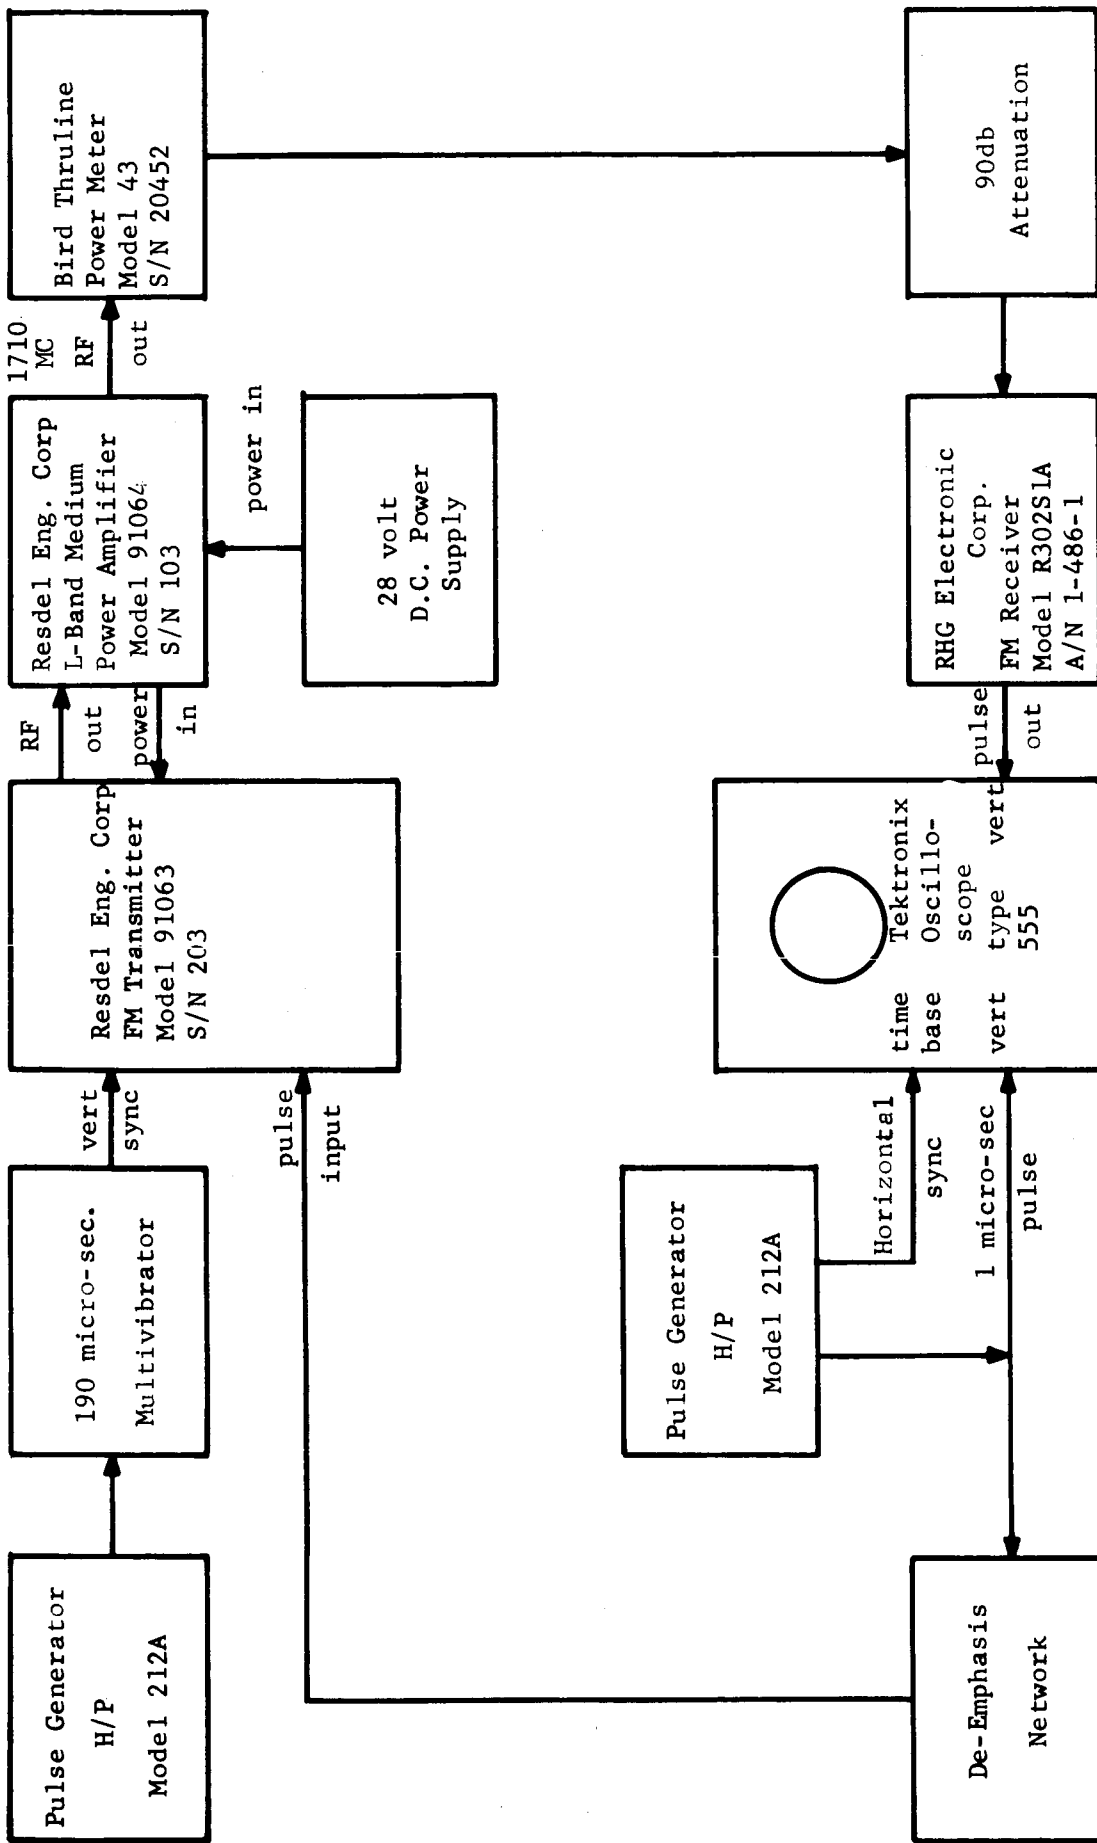 Pulse Generator
H/P
Model 212A
190 micro-sec.
Multivibrator
vert
sync
Resdel Eng. Corp
FM Transmitter
Model 91063
S/N 203
pulse
input
RF
out
power
in
Resdel Eng. Corp
L-Band Medium
Power Amplifier
Model 91064
S/N 103
1710
MC
RF
out
Bird Thruline
Power Meter
Model 43
S/N 20452
power in
28 volt
D.C. Power
Supply
De-Emphasis
Network
Pulse Generator
H/P
Model 212A
Horizontal
sync
1 micro-sec
pulse
time
base
vert
Tektronix
Oscillo-
scope
type
555
vert
pulse
out
RHG Electronic
Corp.
FM Receiver
Model R302S1A
A/N 1-486-1
90db
Attenuation